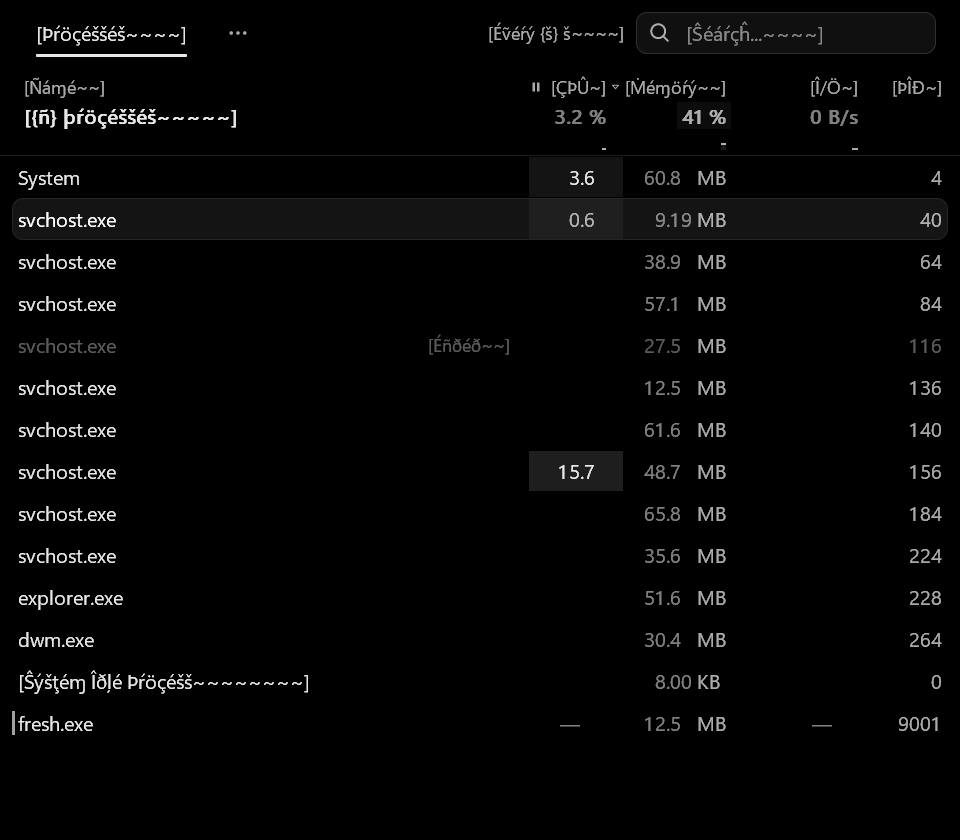 [Þŕöçéššéš~~~~] ··· [Éṽéŕý {š} š~~~~] [Šéáŕçĥ...~~~~]
[Ñáɱé~~] [ÇÞÛ~] [Ṁéɱöŕý~~] [Î/Ö~] [ÞÎÐ~]
[{ñ} þŕöçéššéš~~~~~] 3.2 % 41 % 0 B/s
System 3.6 60.8 MB 4
svchost.exe 0.6 9.19 MB 40
svchost.exe 38.9 MB 64
svchost.exe 57.1 MB 84
svchost.exe [Éñðéð~~] 27.5 MB 116
svchost.exe 12.5 MB 136
svchost.exe 61.6 MB 140
svchost.exe 15.7 48.7 MB 156
svchost.exe 65.8 MB 184
svchost.exe 35.6 MB 224
explorer.exe 51.6 MB 228
dwm.exe 30.4 MB 264
[Ŝýšţéɱ Îðļé Þŕöçéšš~~~~~~~~] 8.00 KB 0
fresh.exe — 12.5 MB — 9001